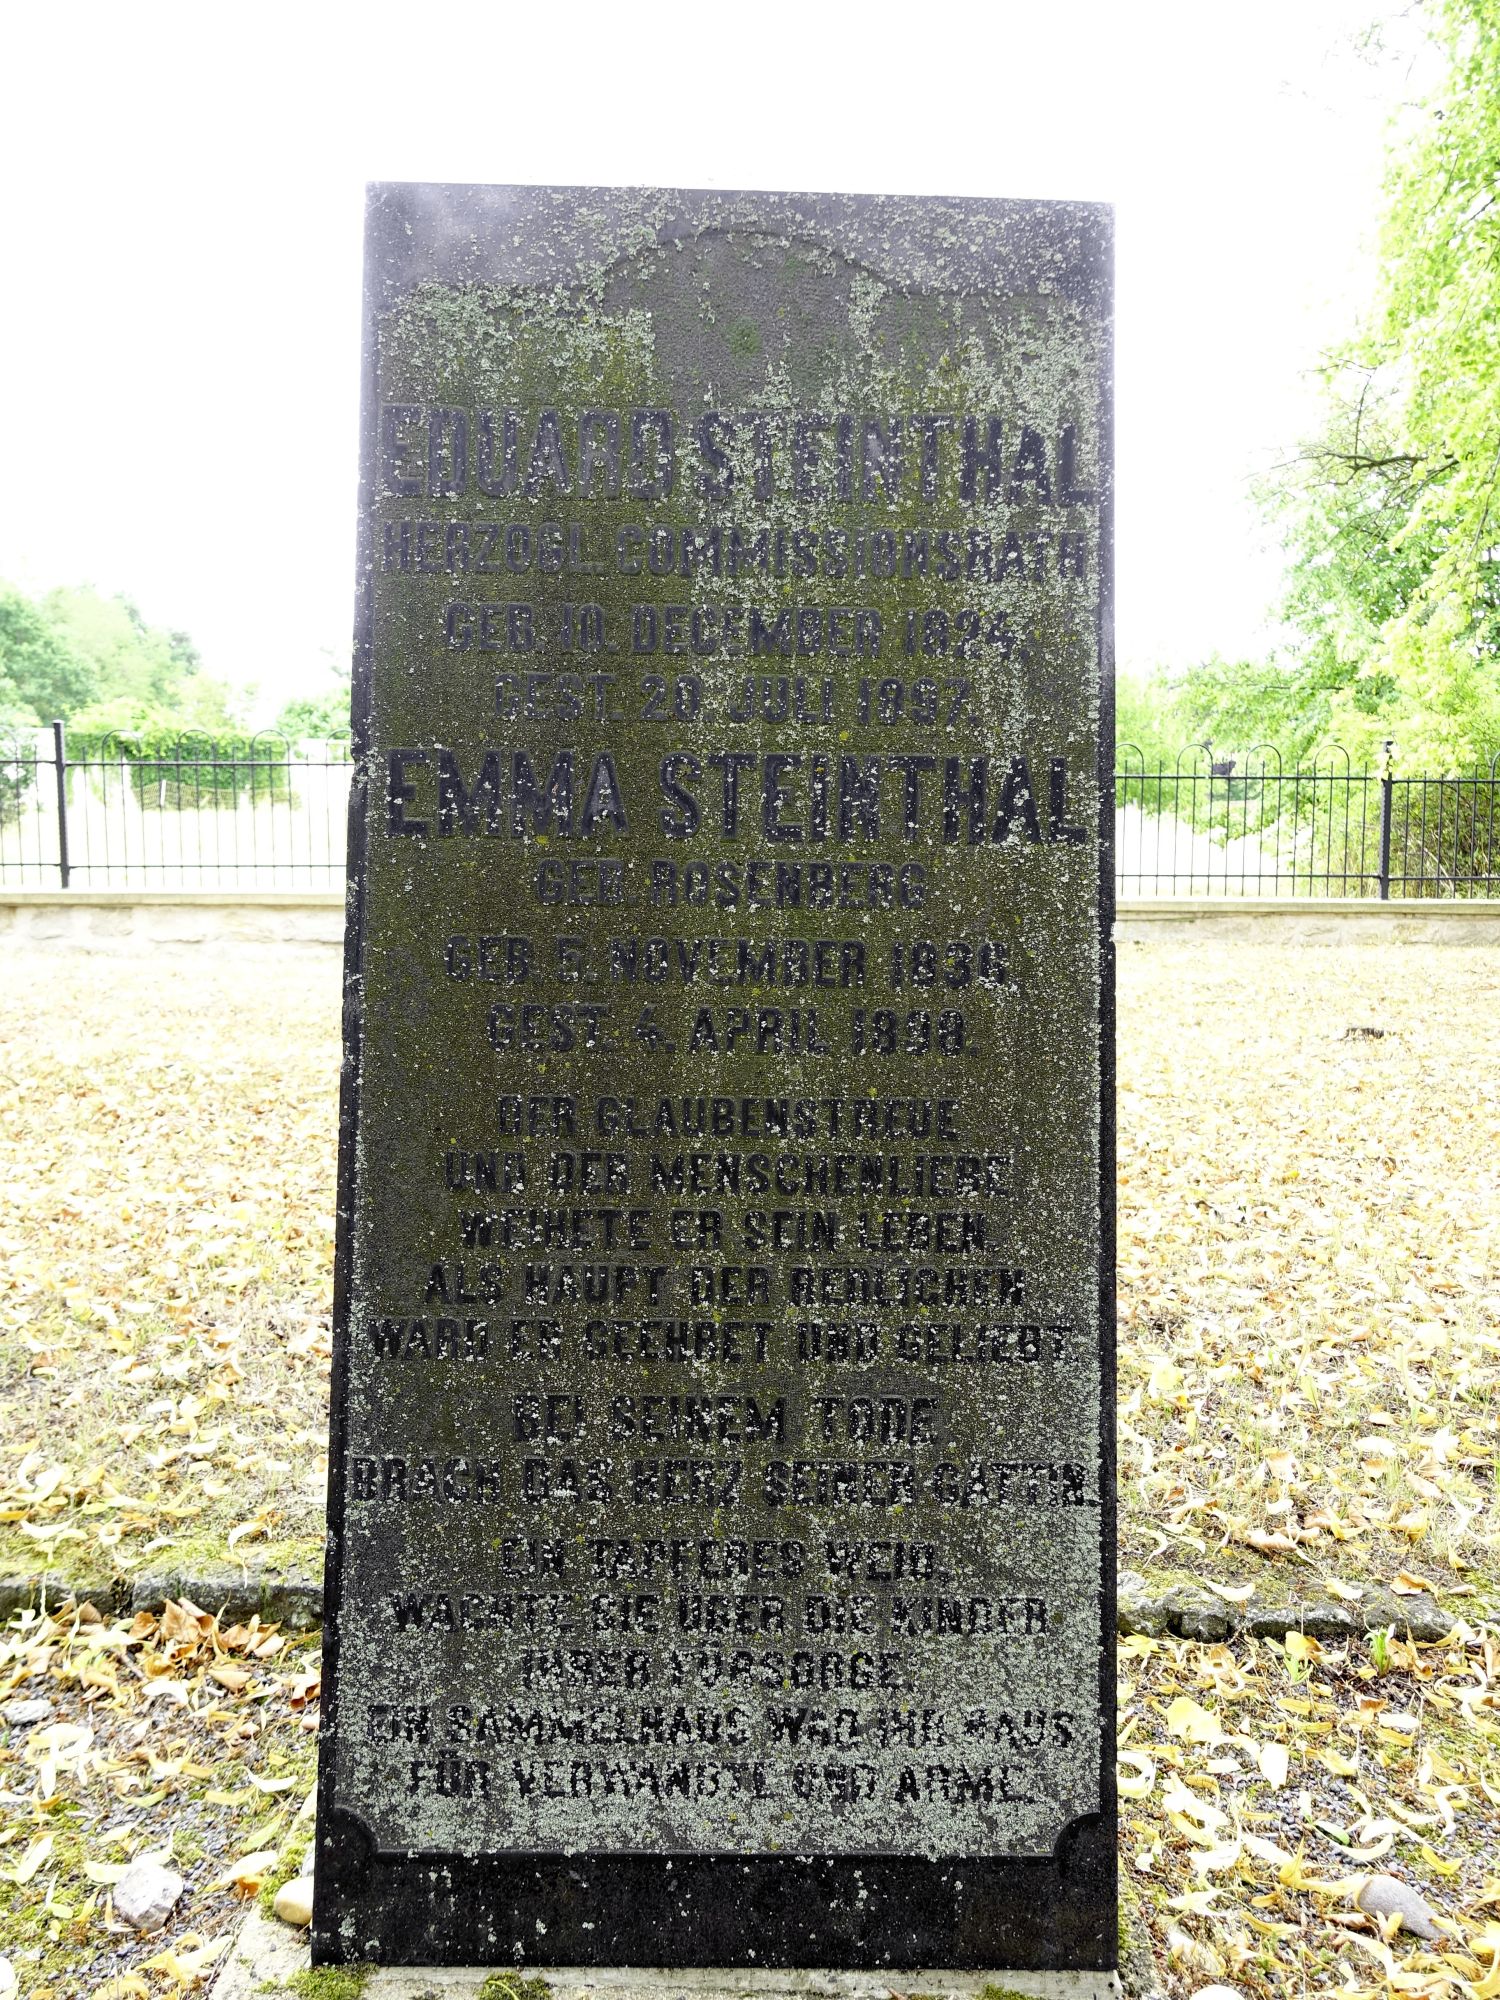 EDUARD STEINTHAL
HERZOGL. COMMISSIONSRATH
GEB. 10. DECEMBER 1824,
GEST. 20. JULI 1897.
EMMA STEINTHAL
GEB. ROSENBERG
GEB. 5. NOVEMBER 1836,
GEST. 4. APRIL 1898.
DER GLAUBENSTREUE
UND DER MENSCHENLIEBE
WEIHETE ER SEIN LEBEN.
ALS HAUPT DER REDLICHEN
WARD ER GEEHRET UND GELIEBT.
BEI SEINEM TODE
BRACH DAS HERZ SEINER GATTIN.
EIN TAPFERES WEIB,
WACHTE SIE ÜBER DIE KINDER
IHRER FÜRSORGE.
EIN SAMMELHAUS WAR IHR HAUS
FÜR VERWANDTE UND ARME.